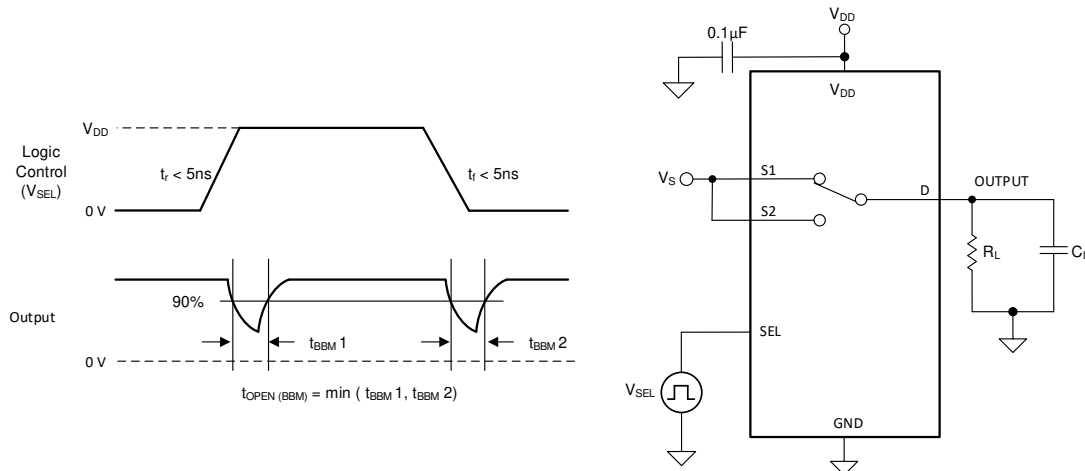 V_DD
Logic
Control
(V_SEL)
t_r < 5ns
t_f < 5ns
0 V
Output
90%
t_BBM 1
t_BBM 2
0 V
t_OPEN (BBM) = min ( t_BBM 1, t_BBM 2)
V_DD
0.1µF
V_DD
V_S
S1
S2
D
OUTPUT
R_L
C_L
SEL
V_SEL
GND